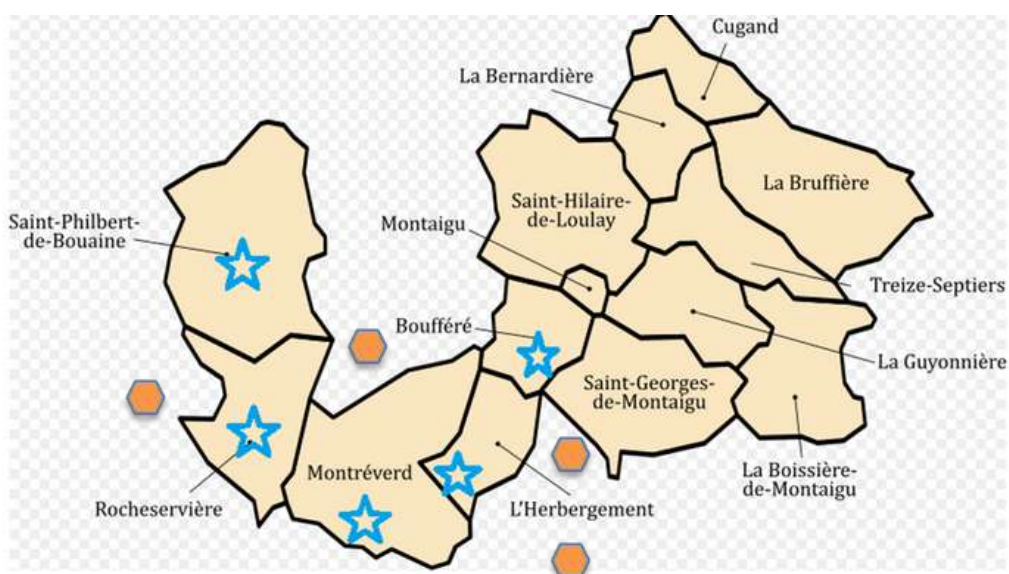 Cugand
La Bernardière
La Bruffière
Saint-Hilaire-
de-Loulay
Saint-Philbert-
de-Bouaine
Montaigu
Treize-Septiers
Boufféré
La Guyonnière
Saint-Georges-
de-Montaigu
Montréverd
La Boissière-
de-Montaigu
Rocheservière
L'Herbergement